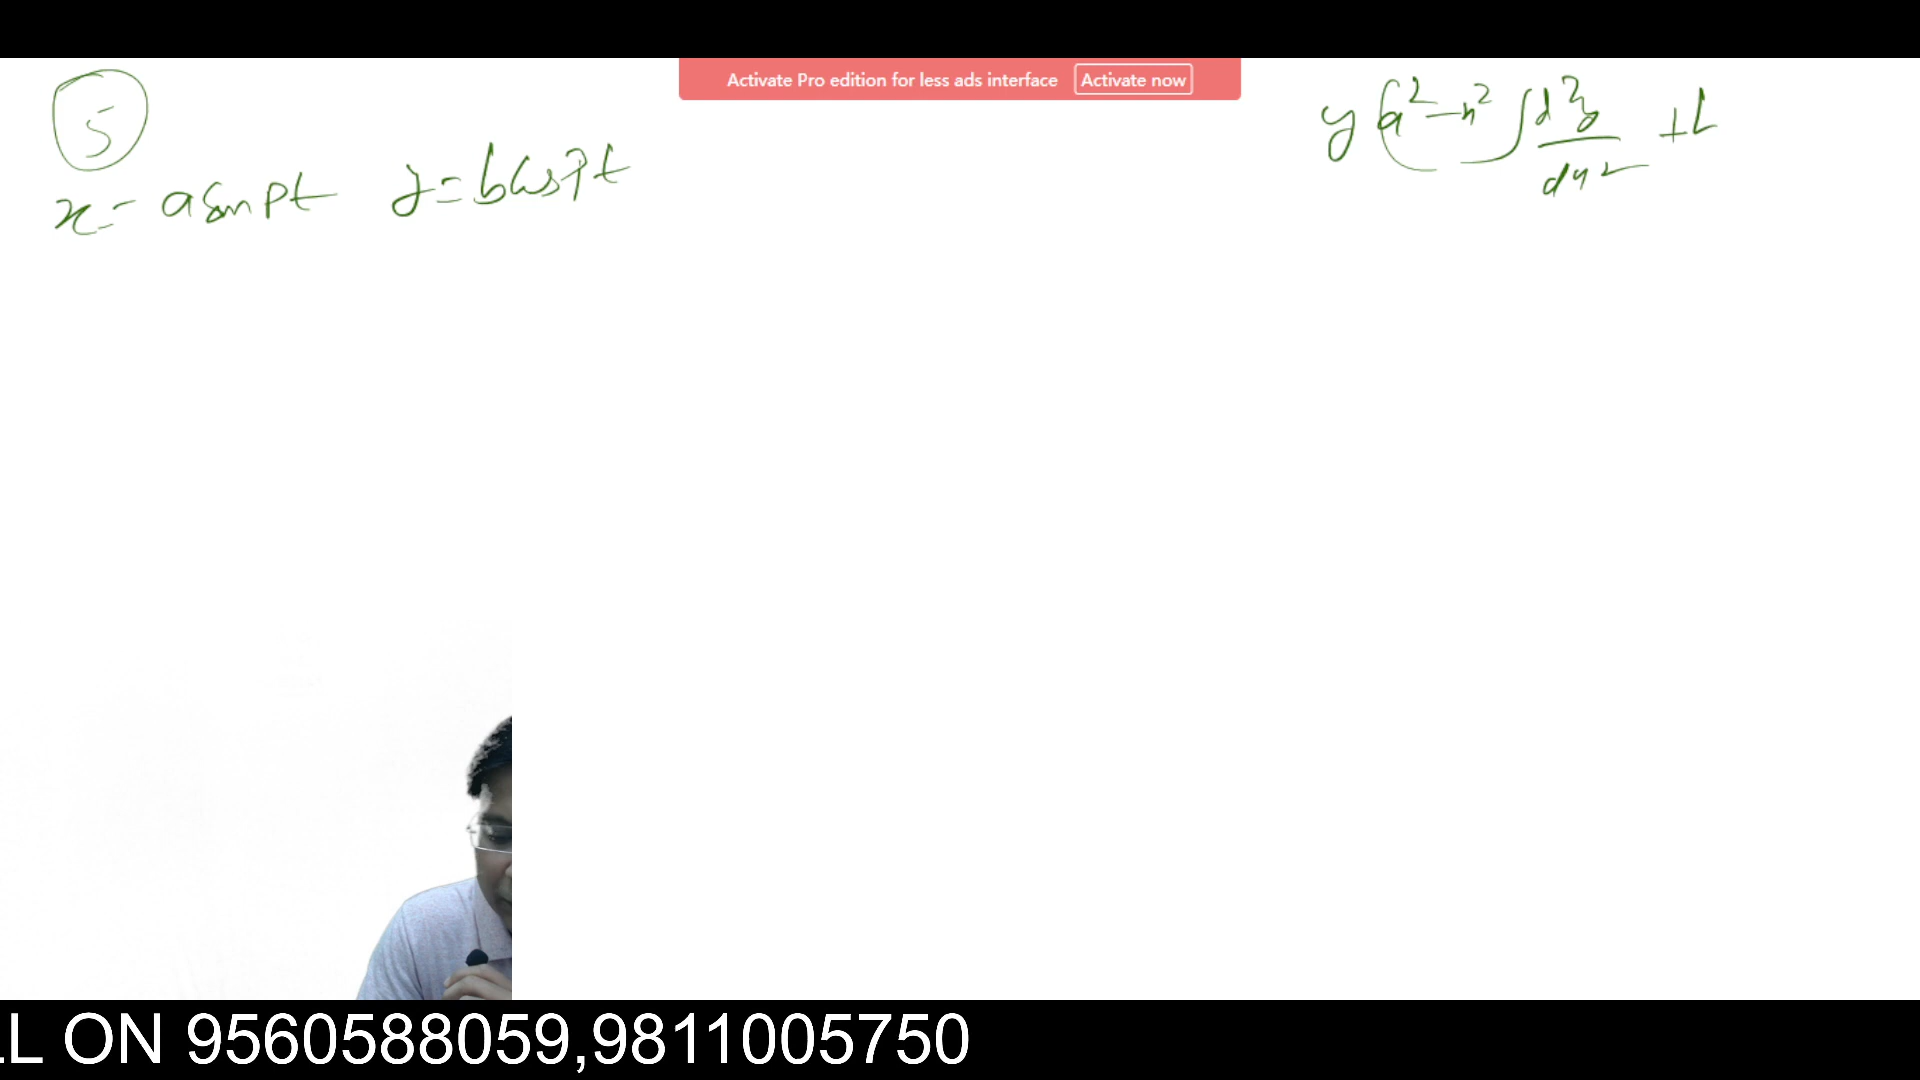 Activate Pro edition for less ads interface Activate now
5
x = a sin pt y = b cos pt
y(a² - x²) d²y/dx² + b
LL ON 9560588059,9811005750